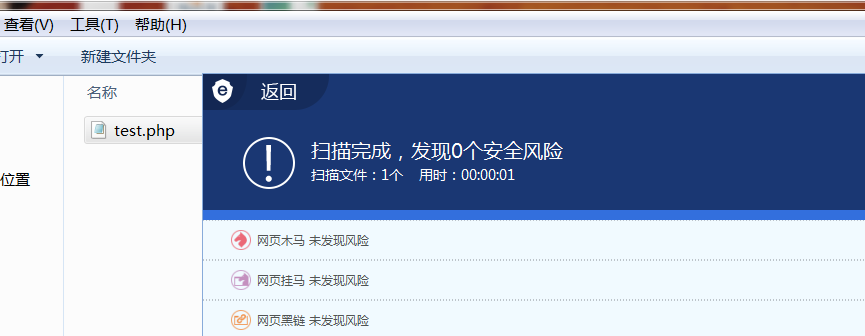 查看(V) 工具(T) 帮助(H)
打开 新建文件夹
名称
返回
test.php
扫描完成，发现0个安全风险
扫描文件：1个 用时：00:00:01
位置
网页木马 未发现风险
网页挂马 未发现风险
网页黑链 未发现风险